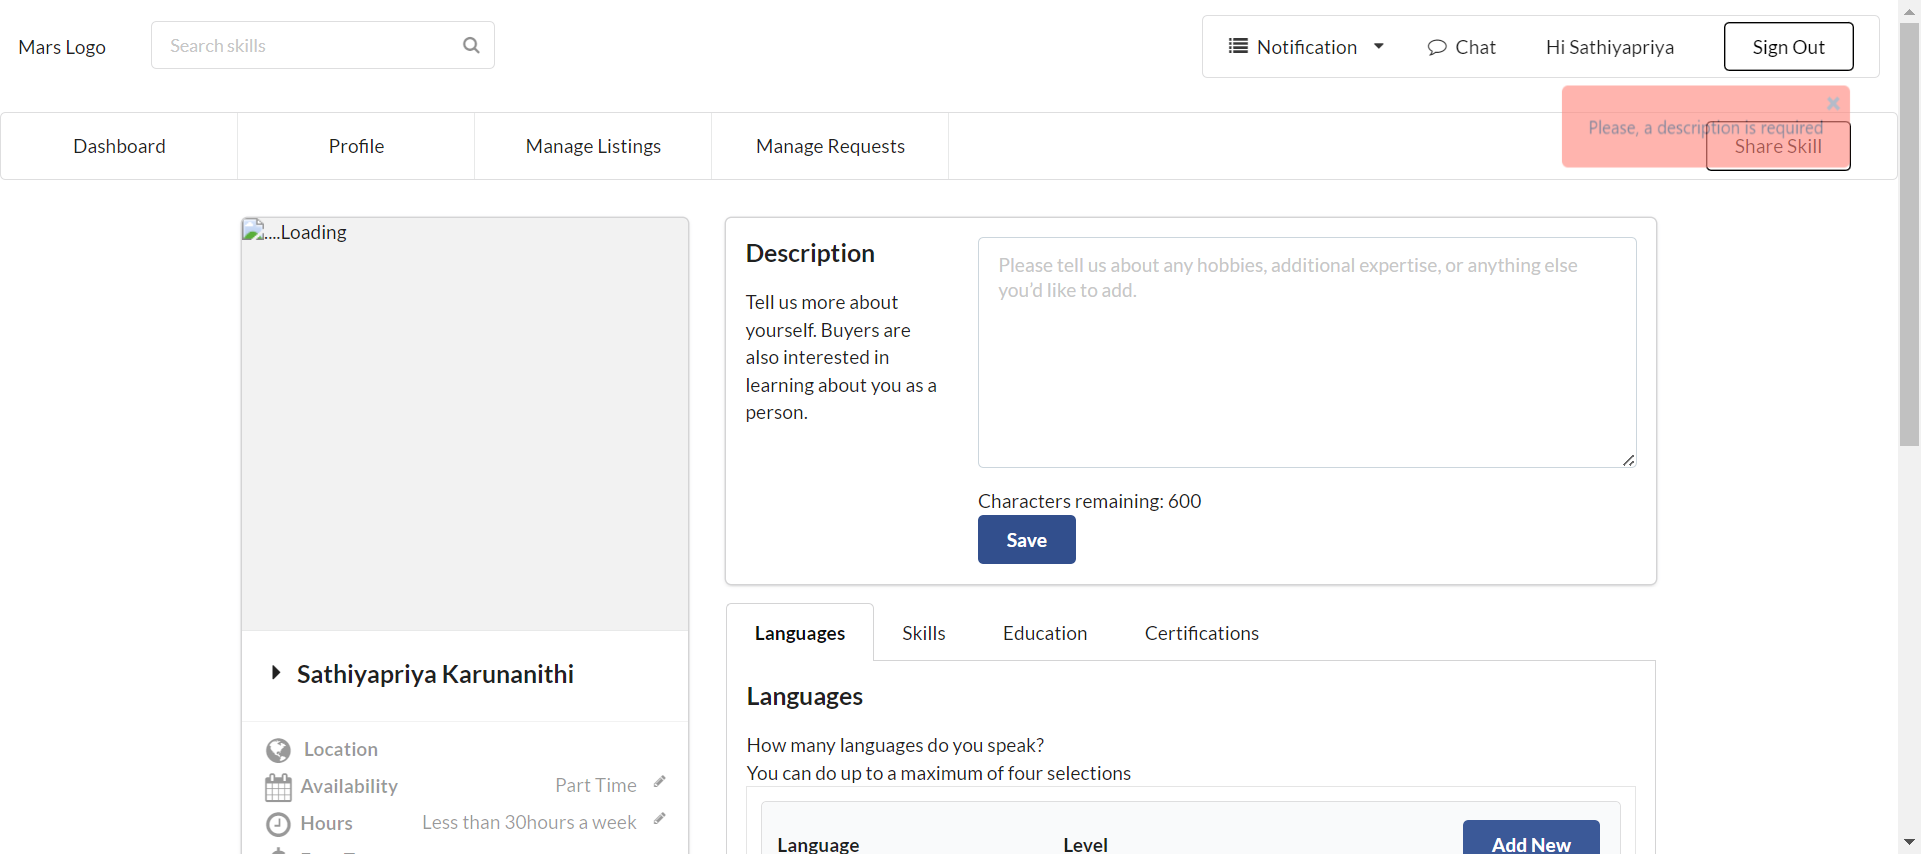 Mars Logo
Search skills
Notification
Chat
Hi Sathiyapriya
Sign Out
Please, a description is required
Dashboard
Profile
Manage Listings
Manage Requests
Share Skill
....Loading
Description
Tell us more about
yourself. Buyers are
also interested in
learning about you as a
person.
Please tell us about any hobbies, additional expertise, or anything else
you'd like to add.
Characters remaining: 600
Save
Sathiyapriya Karunanithi
Location
Availability
Part Time
Hours
Less than 30hours a week
Languages
Skills
Education
Certifications
Languages
How many languages do you speak?
You can do up to a maximum of four selections
Language
Level
Add New